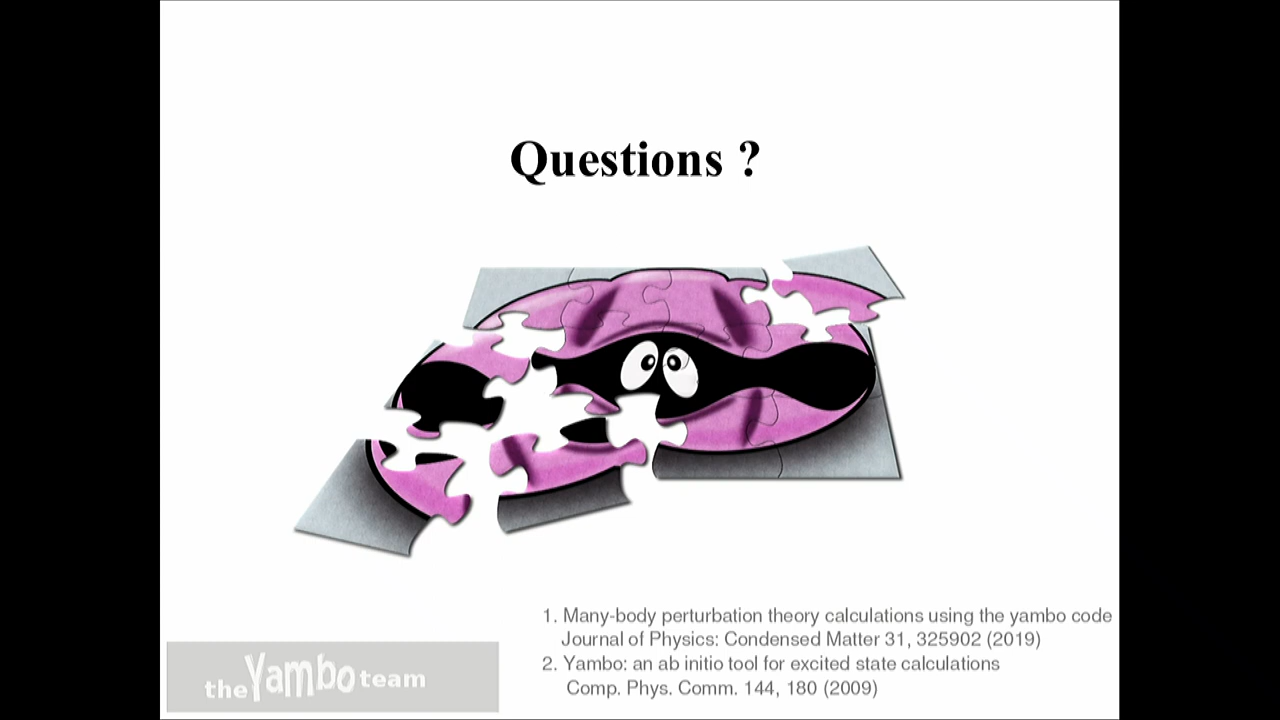 Questions ?
1. Many-body perturbation theory calculations using the yambo code
Journal of Physics: Condensed Matter 31, 325902 (2019)
2. Yambo: an ab initio tool for excited state calculations
Comp. Phys. Comm. 144, 180 (2009)
the Yambo team